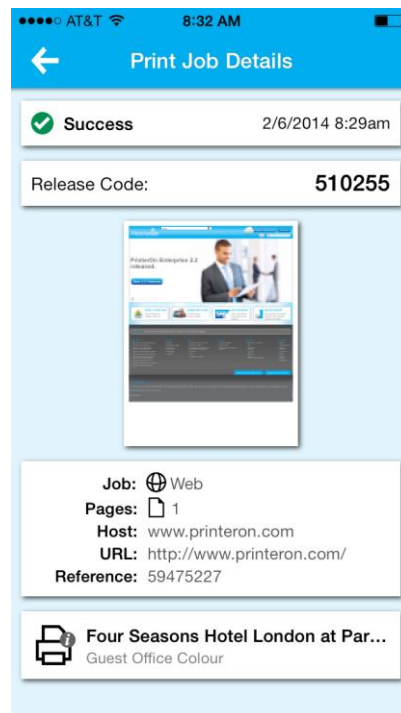 AT&T 8:32 AM
Print Job Details
Success 2/6/2014 8:29am
Release Code: 510255
PrinterOn Enterprise 2.2
released.
Job: Web
Pages: 1
Host: www.printeron.com
URL: http://www.printeron.com/
Reference: 59475227
Four Seasons Hotel London at Par...
Guest Office Colour